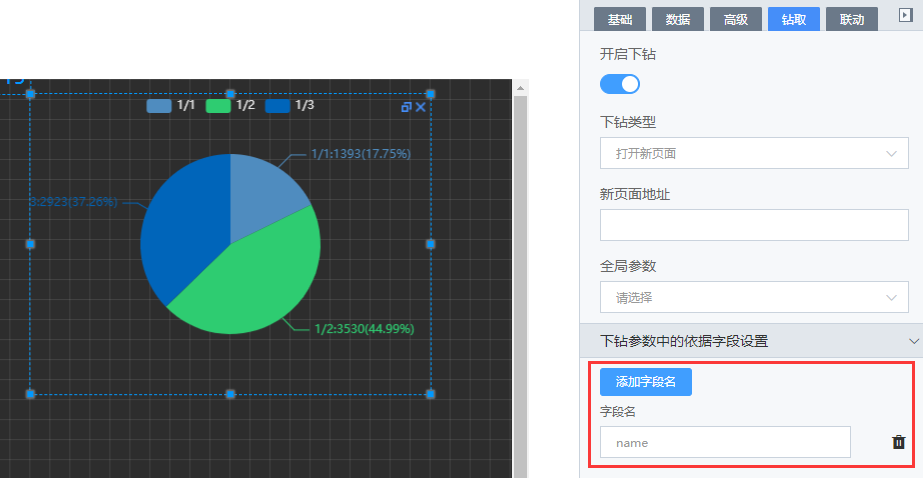 基础 数据 高级 钻取 联动
开启下钻
下钻类型
打开新页面
新页面地址
全局参数
请选择
下钻参数中的依据字段设置
添加字段名
字段名
name
1/1 1/2 1/3
1/1:1393(17.75%)
3:2923(37.26%)
1/2:3530(44.99%)